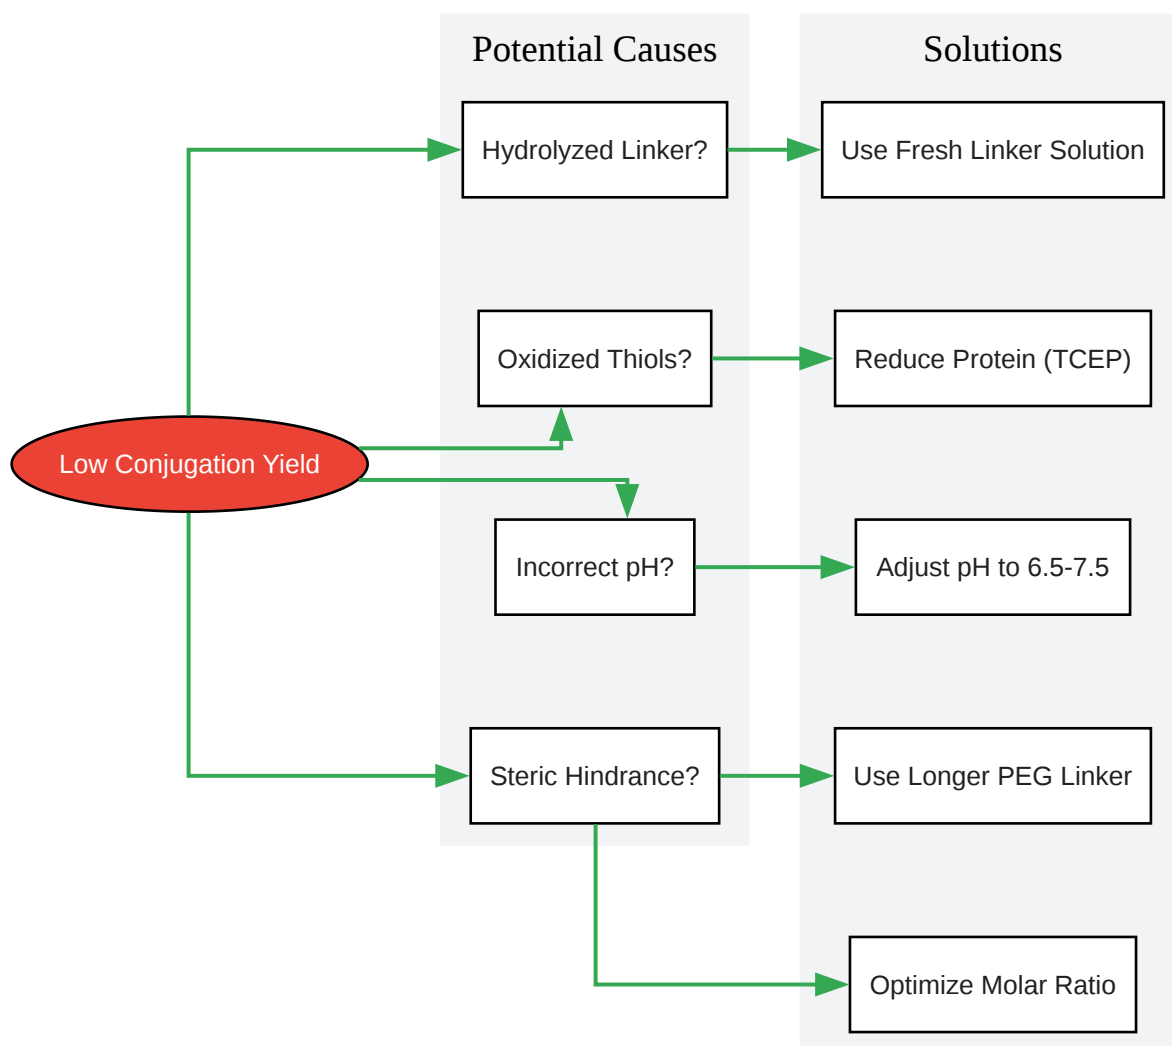 Potential Causes
Solutions
Hydrolyzed Linker?
Use Fresh Linker Solution
Oxidized Thiols?
Reduce Protein (TCEP)
Low Conjugation Yield
Incorrect pH?
Adjust pH to 6.5-7.5
Steric Hindrance?
Use Longer PEG Linker
Optimize Molar Ratio